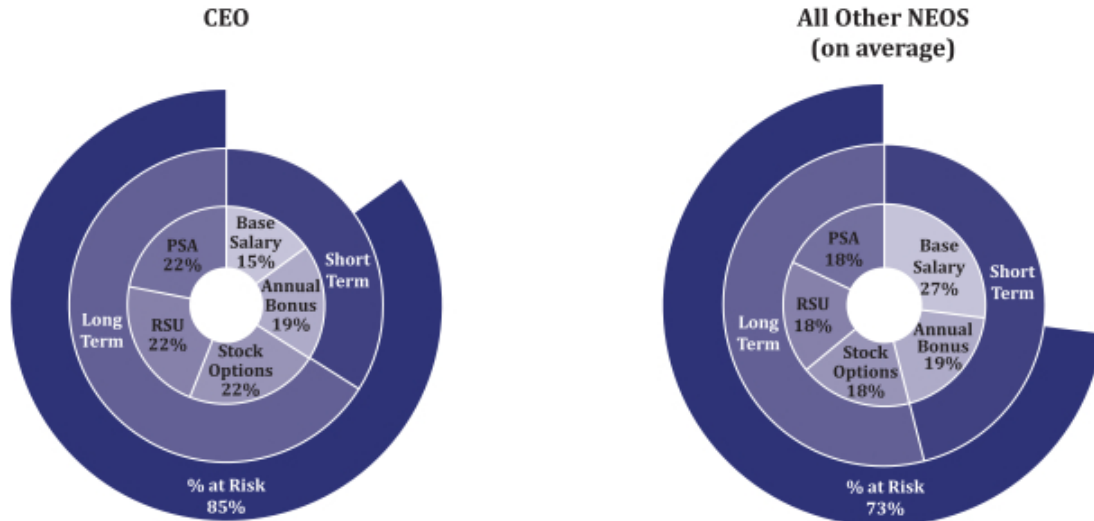 CEO
Base
Salary
15%
Annual
Bonus
19%
Stock
Options
22%
RSU
22%
PSA
22%
Short
Term
Long
Term
% at Risk
85%
All Other NEOS
(on average)
Base
Salary
27%
Annual
Bonus
19%
Stock
Options
18%
RSU
18%
PSA
18%
Short
Term
Long
Term
% at Risk
73%